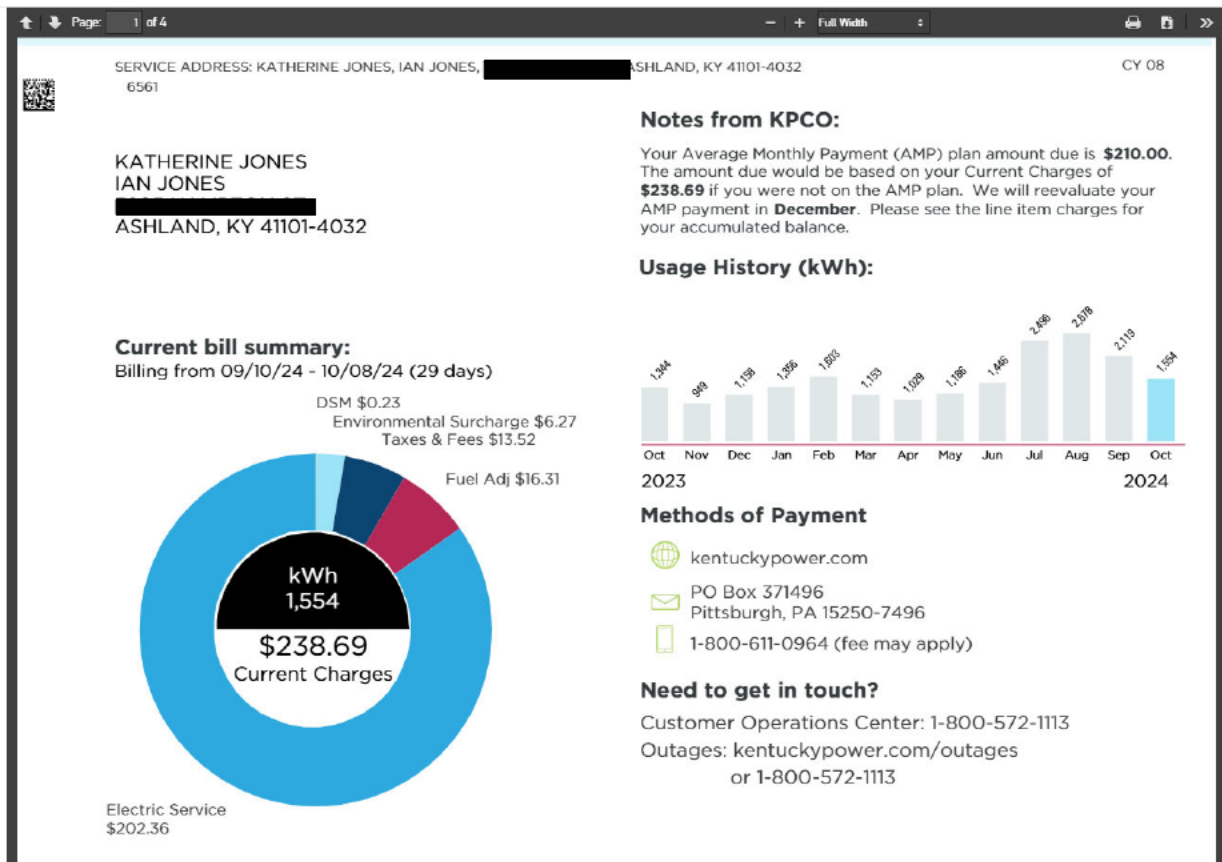 Page: 1 of 4
Full Width
SERVICE ADDRESS: KATHERINE JONES, IAN JONES, ASHLAND, KY 41101-4032
6561
CY 08
KATHERINE JONES
IAN JONES
ASHLAND, KY 41101-4032
Current bill summary:
Billing from 09/10/24 - 10/08/24 (29 days)
DSM $0.23
Environmental Surcharge $6.27
Taxes & Fees $13.52
Fuel Adj $16.31
kWh
1,554
$238.69
Current Charges
Electric Service
$202.36
Notes from KPCO:
Your Average Monthly Payment (AMP) plan amount due is $210.00.
The amount due would be based on your Current Charges of
$238.69 if you were not on the AMP plan. We will reevaluate your
AMP payment in December. Please see the line item charges for
your accumulated balance.
Usage History (kWh):
1,344 949 1,158 1,356 1,603 1,153 1,029 1,186 1,446 2,496 2,678 2,113 1,554
Oct Nov Dec Jan Feb Mar Apr May Jun Jul Aug Sep Oct
2023 2024
Methods of Payment
kentuckypower.com
PO Box 371496
Pittsburgh, PA 15250-7496
1-800-611-0964 (fee may apply)
Need to get in touch?
Customer Operations Center: 1-800-572-1113
Outages: kentuckypower.com/outages
or 1-800-572-1113